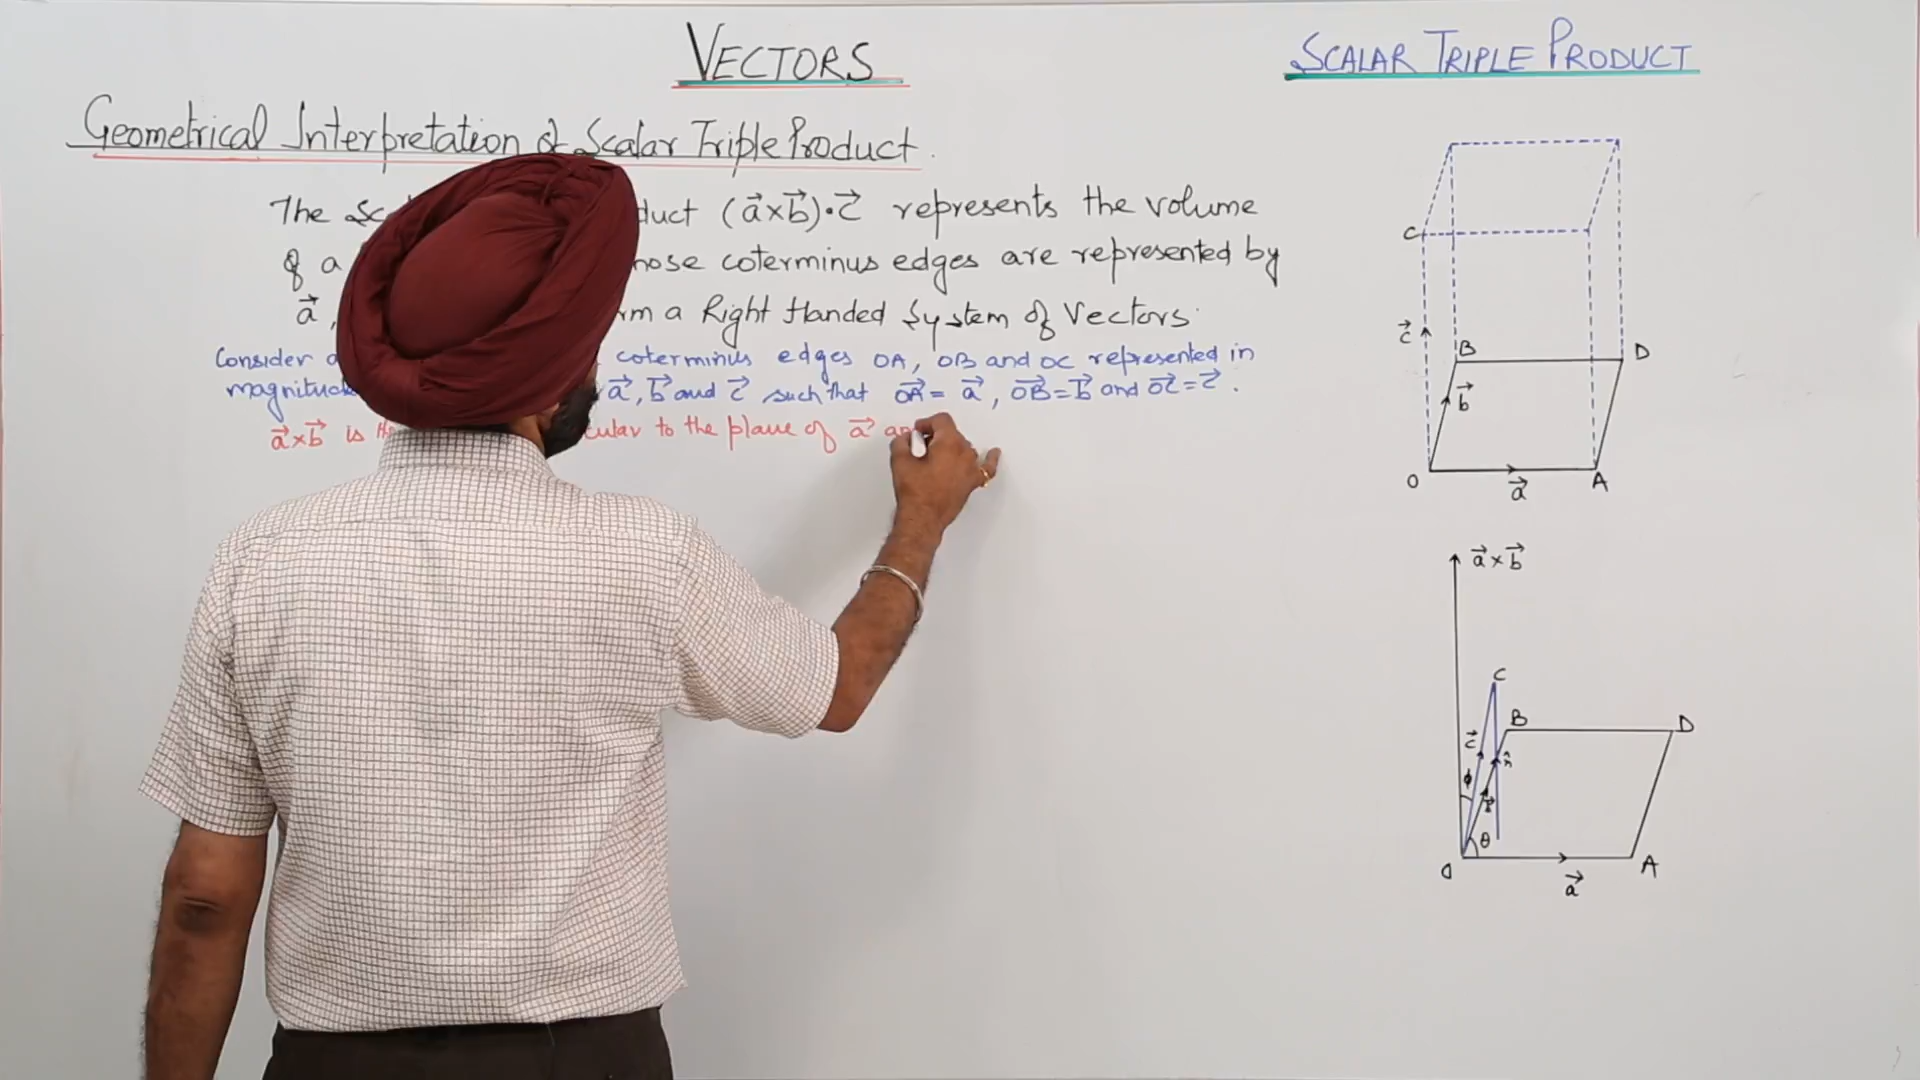 VECTORS
SCALAR TRIPLE PRODUCT
Geometrical Interpretation of Scalar Triple Product.
The (a⃗×b⃗)·c⃗ represents the volume
of a coterminus edges are represented by
a⃗, a Right Handed System of Vectors.
Consider coterminus edges OA, OB and OC represented in
a⃗, b⃗ and c⃗ such that OA⃗ = a⃗, OB⃗ = b⃗ and OC⃗ = c⃗.
a⃗×b⃗ is to the plane of a⃗
C
c⃗
B
D
b⃗
O
a⃗
A
a⃗×b⃗
C
B
D
c⃗
n̂
ϕ
b⃗
θ
O
a⃗
A